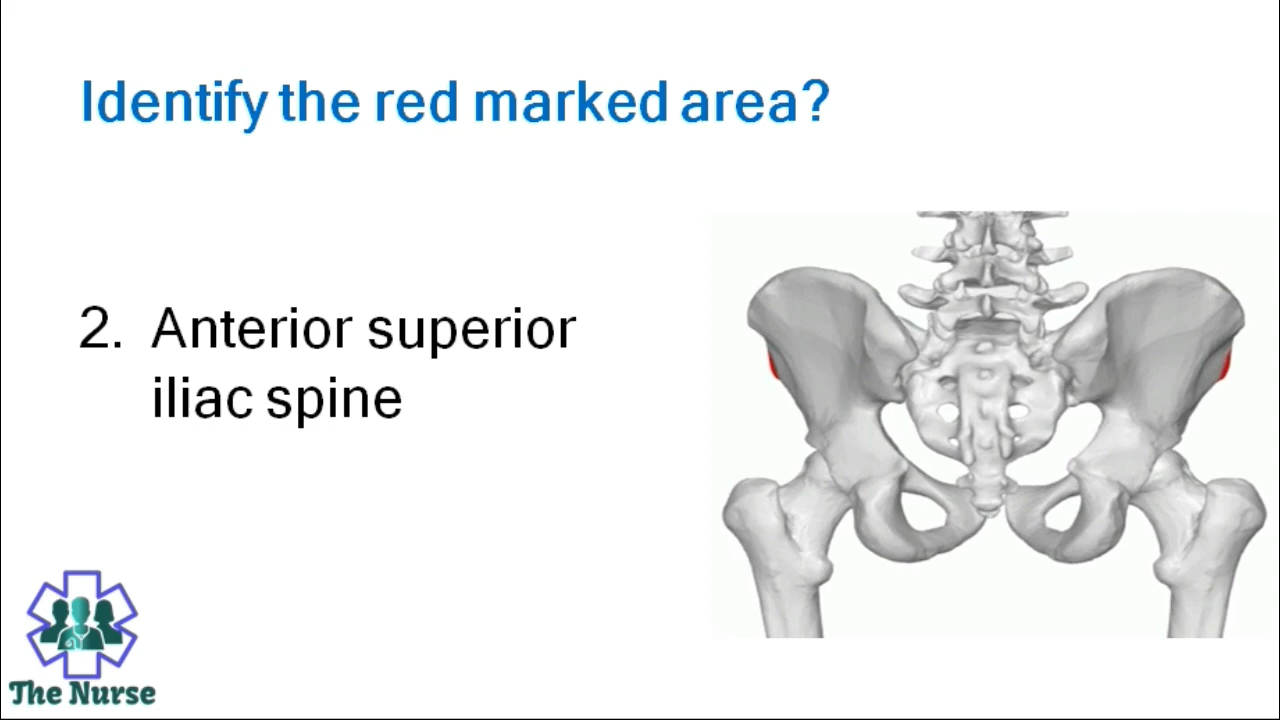 Identify the red marked area?
2. Anterior superior
iliac spine
The Nurse